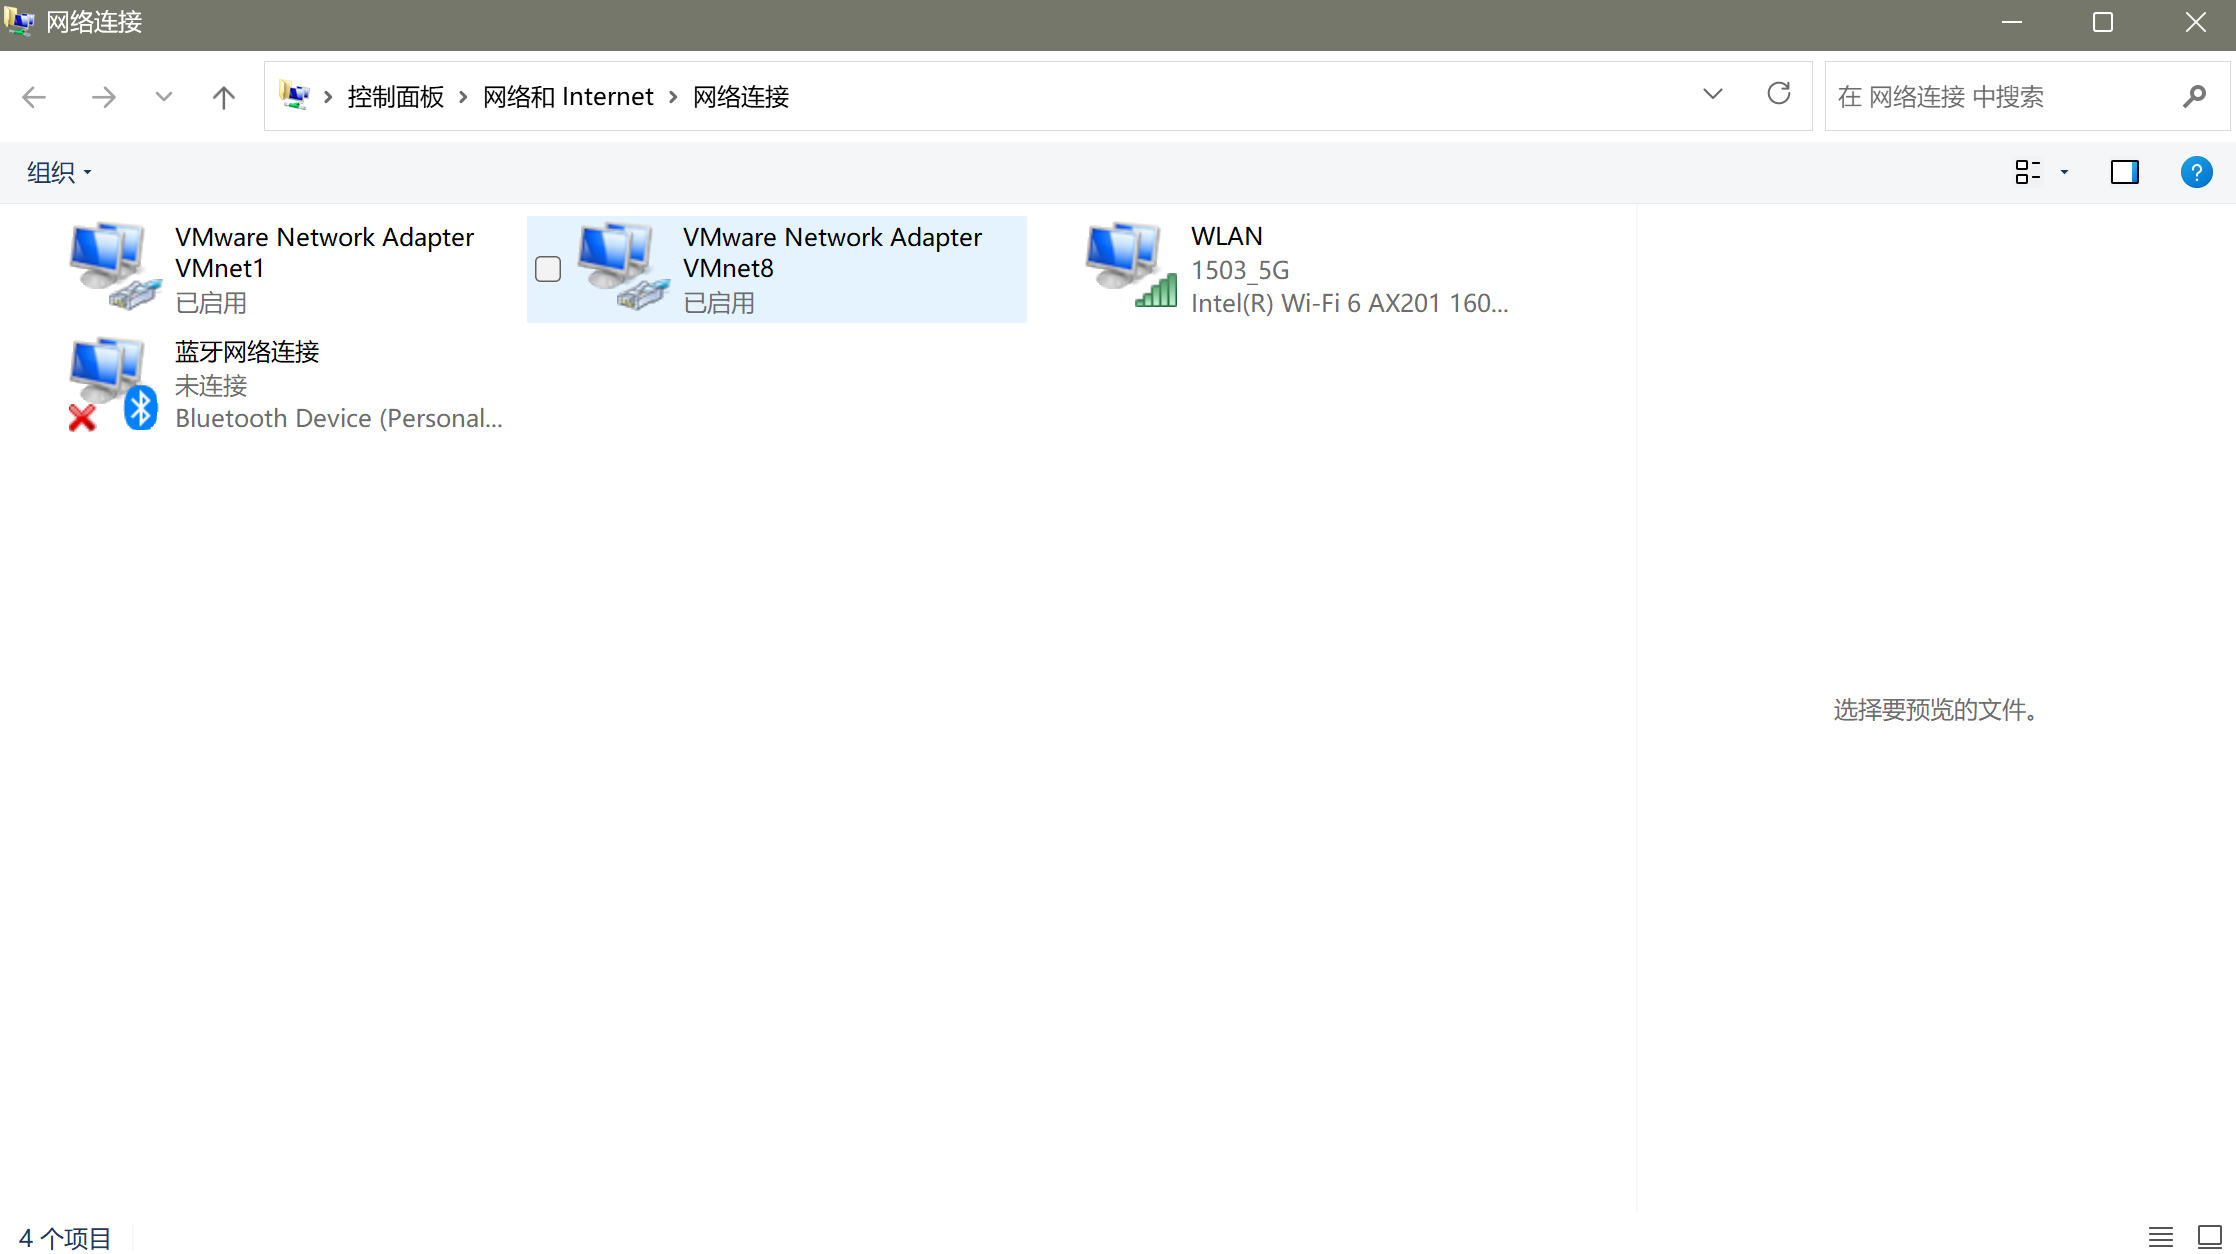 网络连接
控制面板 网络和 Internet 网络连接
在 网络连接 中搜索
组织
VMware Network Adapter
VMnet1
已启用
VMware Network Adapter
VMnet8
已启用
WLAN
1503_5G
Intel(R) Wi-Fi 6 AX201 160...
蓝牙网络连接
未连接
Bluetooth Device (Personal...
选择要预览的文件。
4 个项目